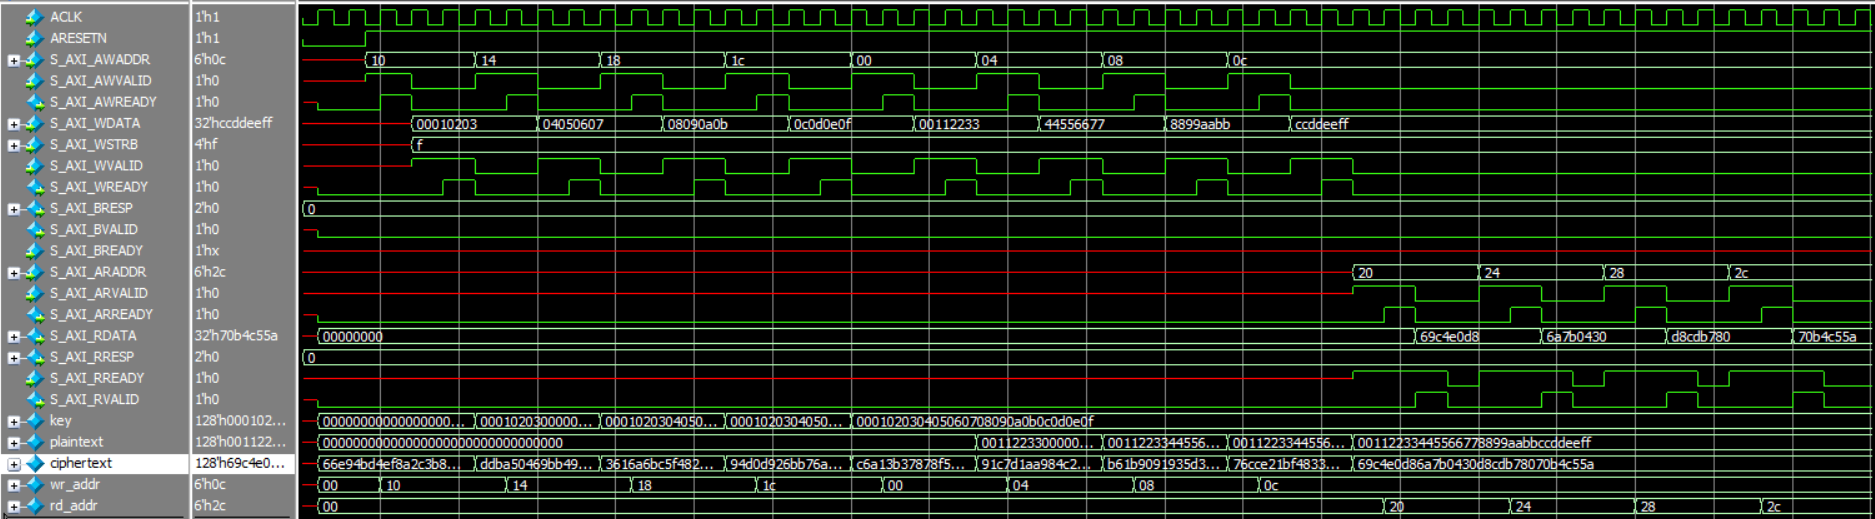 ACLK 1'h1
ARESETN 1'h1
S_AXI_AWADDR 6'h0c 10 14 18 1c 00 04 08 0c
S_AXI_AWVALID 1'h0
S_AXI_AWREADY 1'h0
S_AXI_WDATA 32'hccddeeff 00010203 04050607 08090a0b 0c0d0e0f 00112233 44556677 8899aabb ccddeeff
S_AXI_WSTRB 4'hf f
S_AXI_WVALID 1'h0
S_AXI_WREADY 1'h0
S_AXI_BRESP 2'h0 0
S_AXI_BVALID 1'h0
S_AXI_BREADY 1'hx
S_AXI_ARADDR 6'h2c 20 24 28 2c
S_AXI_ARVALID 1'h0
S_AXI_ARREADY 1'h0
S_AXI_RDATA 32'h70b4c55a 00000000 69c4e0d8 6a7b0430 d8cdb780 70b4c55a
S_AXI_RRESP 2'h0 0
S_AXI_RREADY 1'h0
S_AXI_RVALID 1'h0
key 128'h000102... 0000000000000000... 0001020300000... 0001020304050... 0001020304050... 000102030405060708090a0b0c0d0e0f
plaintext 128'h001122... 00000000000000000000000000000000 0011223300000... 0011223344556... 0011223344556... 00112233445566778899aabbccddeeff
ciphertext 128'h69c4e0... 66e94bd4ef8a2c3b8... ddba50469bb49... 3616a6bc5f482... 94d0d926bb76a... c6a13b37878f5... 91c7d1aa984c2... b61b9091935d3... 76cce21bf4833... 69c4e0d86a7b0430d8cdb78070b4c55a
wr_addr 6'h0c 00 10 14 18 1c 00 04 08 0c
rd_addr 6'h2c 00 20 24 28 2c